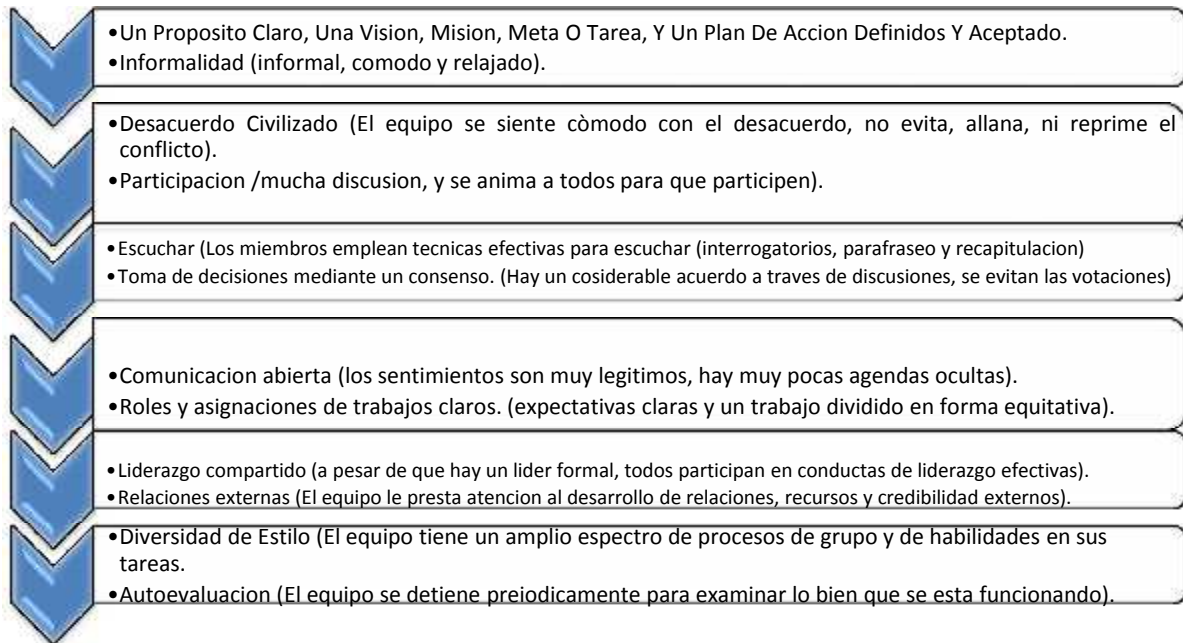 •Un Proposito Claro, Una Vision, Mision, Meta O Tarea, Y Un Plan De Accion Definidos Y Aceptado.
•Informalidad (informal, comodo y relajado).
•Desacuerdo Civilizado (El equipo se siente còmodo con el desacuerdo, no evita, allana, ni reprime el
conflicto).
•Participacion /mucha discusion, y se anima a todos para que participen).
•Escuchar (Los miembros emplean tecnicas efectivas para escuchar (interrogatorios, parafraseo y recapitulacion)
•Toma de decisiones mediante un consenso. (Hay un cosiderable acuerdo a traves de discusiones, se evitan las votaciones)
•Comunicacion abierta (los sentimientos son muy legitimos, hay muy pocas agendas ocultas).
•Roles y asignaciones de trabajos claros. (expectativas claras y un trabajo dividido en forma equitativa).
•Liderazgo compartido (a pesar de que hay un lider formal, todos participan en conductas de liderazgo efectivas).
•Relaciones externas (El equipo le presta atencion al desarrollo de relaciones, recursos y credibilidad externos).
•Diversidad de Estilo (El equipo tiene un amplio espectro de procesos de grupo y de habilidades en sus
tareas.
•Autoevaluacion (El equipo se detiene preiodicamente para examinar lo bien que se esta funcionando).